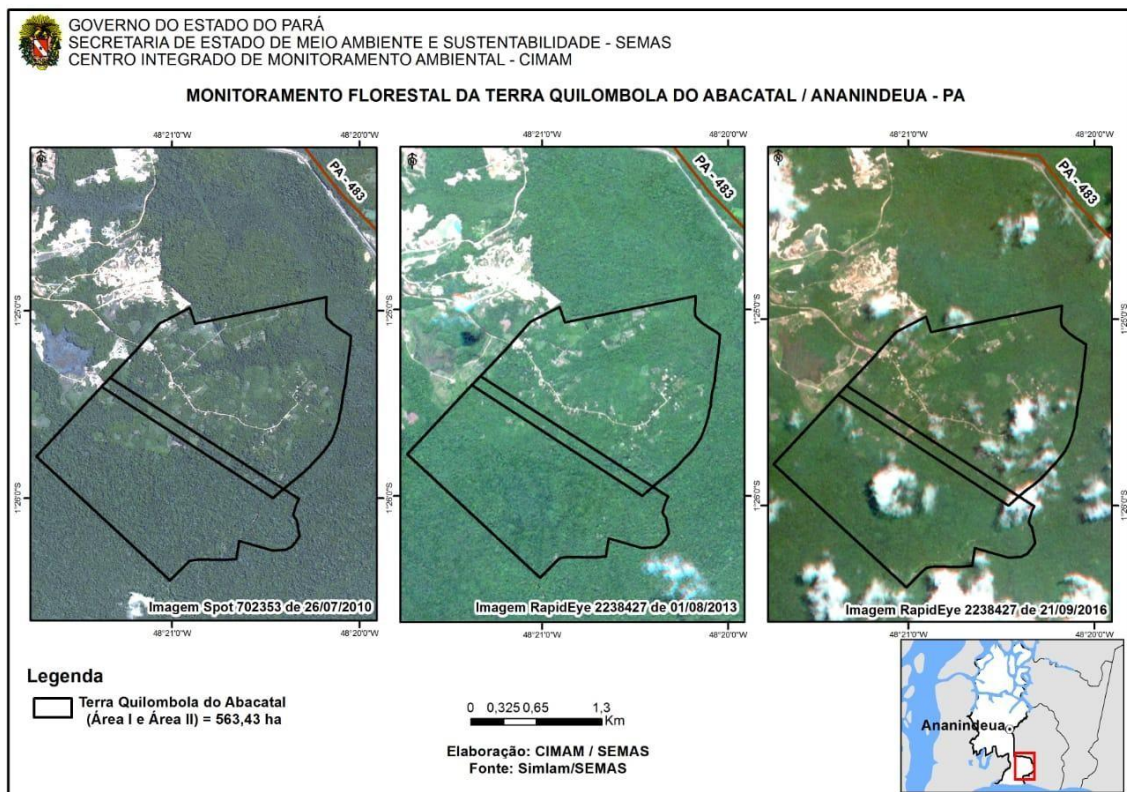 GOVERNO DO ESTADO DO PARÁ
SECRETARIA DE ESTADO DE MEIO AMBIENTE E SUSTENTABILIDADE - SEMAS
CENTRO INTEGRADO DE MONITORAMENTO AMBIENTAL - CIMAM
MONITORAMENTO FLORESTAL DA TERRA QUILOMBOLA DO ABACATAL / ANANINDEUA - PA
48°21'0"W 48°20'0"W 48°21'0"W 48°20'0"W 48°21'0"W 48°20'0"W
PA - 483
PA - 483
PA - 483
1°25'0"S 1°25'0"S 1°25'0"S 1°25'0"S
1°26'0"S 1°26'0"S 1°26'0"S 1°26'0"S
Imagem Spot 702353 de 26/07/2010
Imagem RapidEye 2238427 de 01/08/2013
Imagem RapidEye 2238427 de 21/09/2016
48°21'0"W 48°20'0"W 48°21'0"W 48°20'0"W 48°21'0"W 48°20'0"W
Legenda
Terra Quilombola do Abacatal
(Área I e Área II) = 563,43 ha
0 0,325 0,65 1,3
Km
Elaboração: CIMAM / SEMAS
Fonte: Simlam/SEMAS
Ananindeua